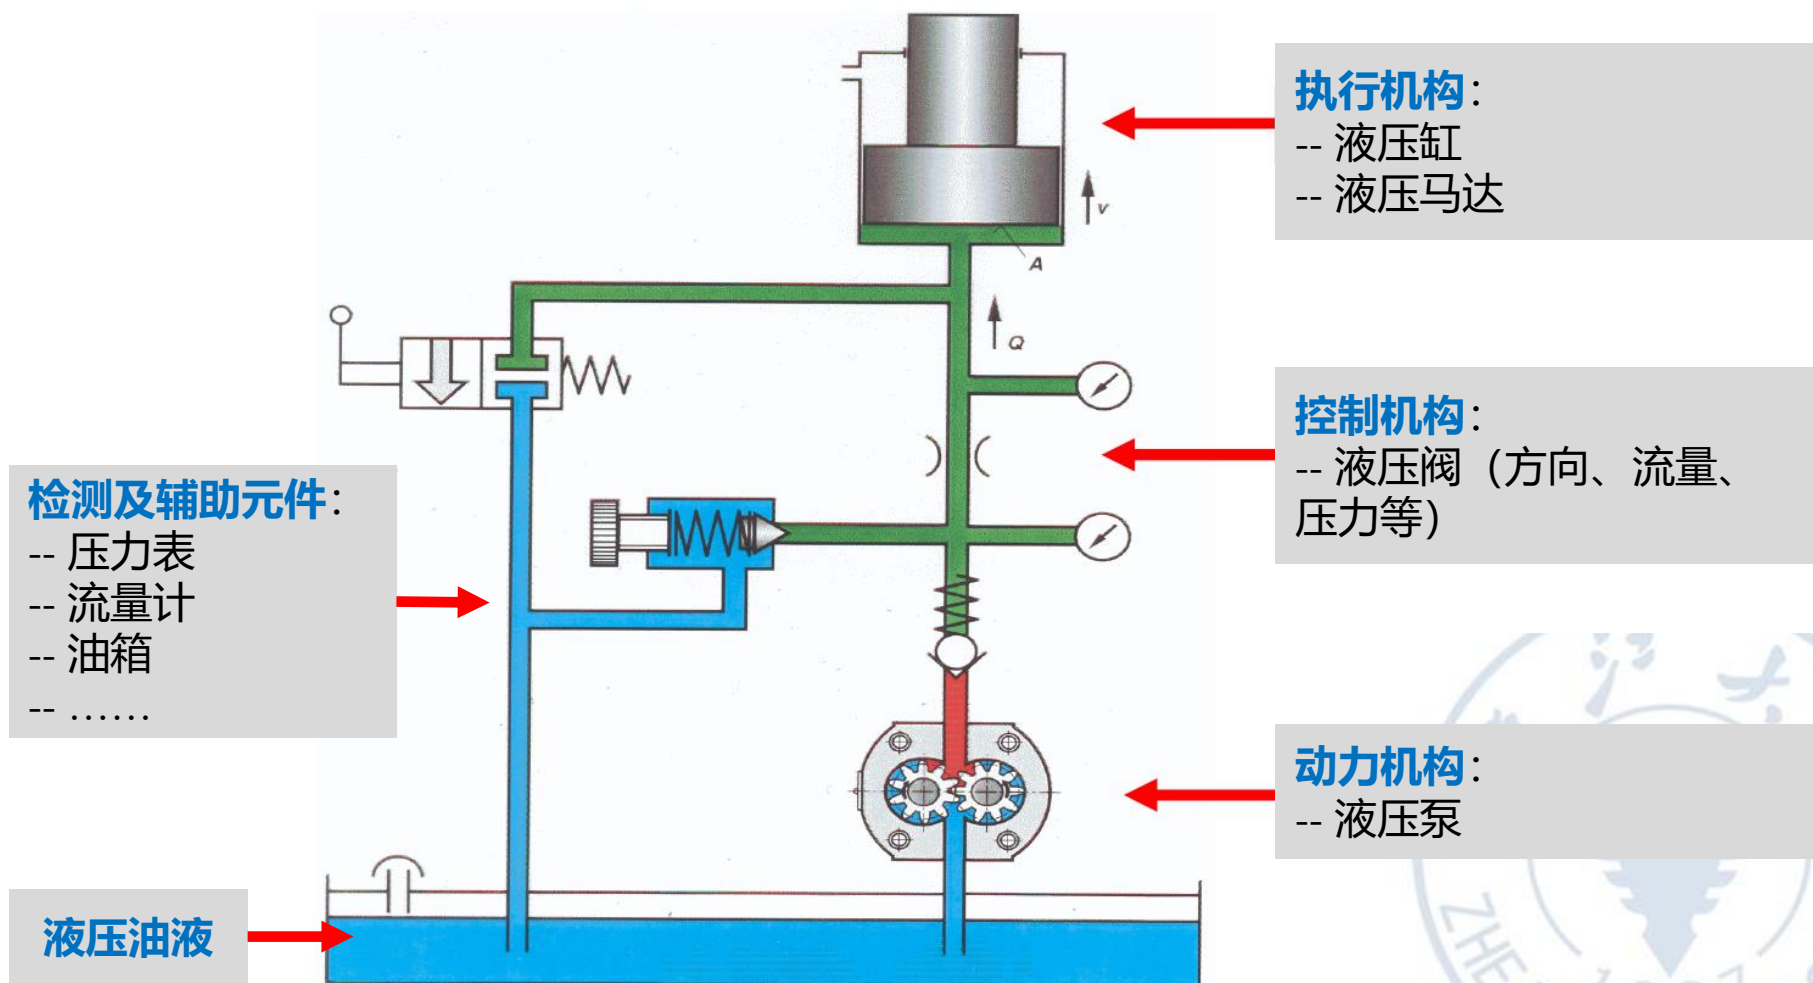 执行机构：
-- 液压缸
-- 液压马达
v
A
Q
控制机构：
-- 液压阀（方向、流量、
压力等）
检测及辅助元件：
-- 压力表
-- 流量计
-- 油箱
-- ……
动力机构：
-- 液压泵
液压油液